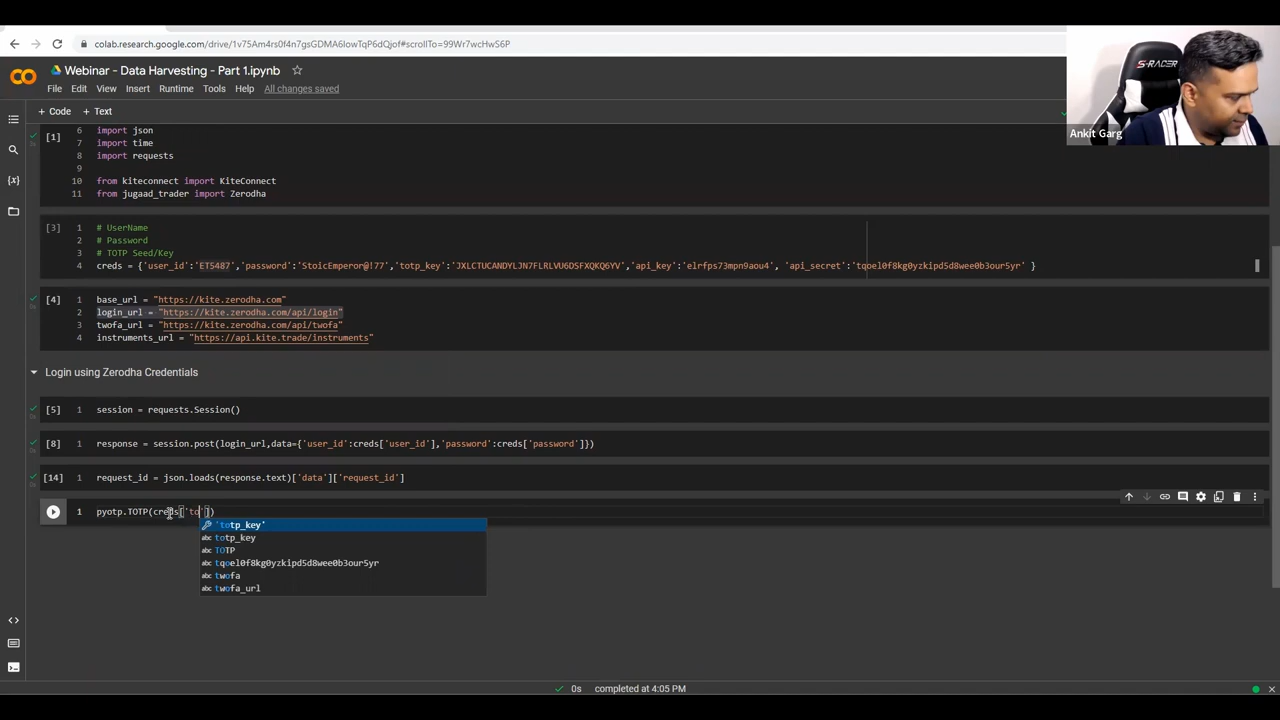 colab.research.google.com/drive/1v75Am4rs0f4n7gsGDMA6IowTqP6dQjof#scrollTo=99Wr7wcHwS6P
Webinar - Data Harvesting - Part 1.ipynb
File Edit View Insert Runtime Tools Help All changes saved
+ Code + Text
S-RACER
Ankit Garg
[1] 6 import json
7 import time
8 import requests
9
10 from kiteconnect import KiteConnect
11 from jugaad_trader import Zerodha
[3] 1 # UserName
2 # Password
3 # TOTP Seed/Key
4 creds = {'user_id':'ET5487','password':'StoicEmperor@!77','totp_key':'JXLCTUCANDYLJN7FLRLVU6DSFXQKQ6YV','api_key':'elrfps73mpn9aou4', 'api_secret':'tqoel0f8kg0yzkipd5d8wee0b3our5yr' }
[4] 1 base_url = "https://kite.zerodha.com"
2 login_url = "https://kite.zerodha.com/api/login"
3 twofa_url = "https://kite.zerodha.com/api/twofa"
4 instruments_url = "https://api.kite.trade/instruments"
Login using Zerodha Credentials
[5] 1 session = requests.Session()
[8] 1 response = session.post(login_url,data={'user_id':creds['user_id'],'password':creds['password']})
[14] 1 request_id = json.loads(response.text)['data']['request_id']
1 pyotp.TOTP(creds['to'])
'totp_key'
abc totp_key
abc TOTP
abc tqoel0f8kg0yzkipd5d8wee0b3our5yr
abc twofa
abc twofa_url
0s completed at 4:05 PM